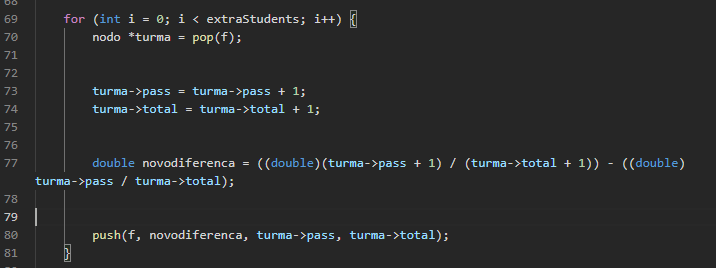 68
69 for (int i = 0; i < extraStudents; i++) {
70 nodo *turma = pop(f);
71
72
73 turma->pass = turma->pass + 1;
74 turma->total = turma->total + 1;
75
76
77 double novodiferenca = ((double)(turma->pass + 1) / (turma->total + 1)) - ((double)
turma->pass / turma->total);
78
79
80 push(f, novodiferenca, turma->pass, turma->total);
81 }